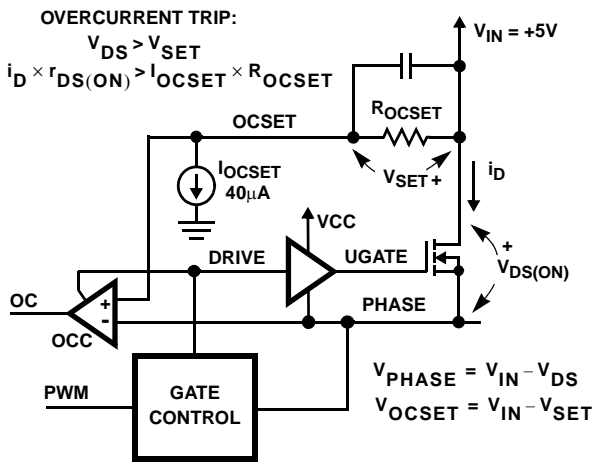 OVERCURRENT TRIP:
V_DS > V_SET
i_D × r_DS(ON) > I_OCSET × R_OCSET
V_IN = +5V
R_OCSET
OCSET
V_SET +
i_D
I_OCSET
40µA
VCC
DRIVE
UGATE
+
V_DS(ON)
OC
+
-
OCC
PHASE
PWM
GATE
CONTROL
V_PHASE = V_IN – V_DS
V_OCSET = V_IN – V_SET